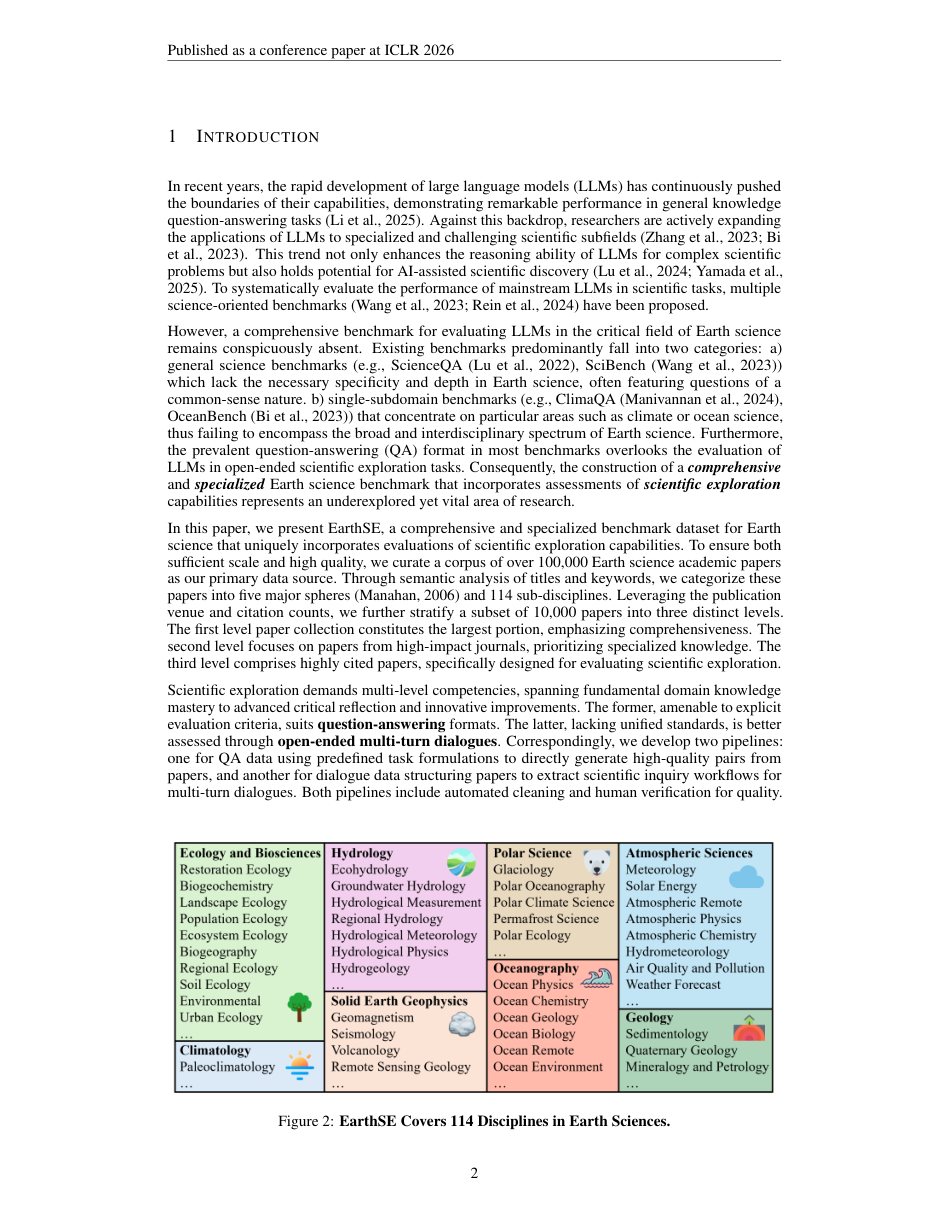 Published as a conference paper at ICLR 2026
1 INTRODUCTION
In recent years, the rapid development of large language models (LLMs) has continuously pushed
the boundaries of their capabilities, demonstrating remarkable performance in general knowledge
question-answering tasks (Li et al., 2025). Against this backdrop, researchers are actively expanding
the applications of LLMs to specialized and challenging scientific subfields (Zhang et al., 2023; Bi
et al., 2023). This trend not only enhances the reasoning ability of LLMs for complex scientific
problems but also holds potential for AI-assisted scientific discovery (Lu et al., 2024; Yamada et al.,
2025). To systematically evaluate the performance of mainstream LLMs in scientific tasks, multiple
science-oriented benchmarks (Wang et al., 2023; Rein et al., 2024) have been proposed.
However, a comprehensive benchmark for evaluating LLMs in the critical field of Earth science
remains conspicuously absent. Existing benchmarks predominantly fall into two categories: a)
general science benchmarks (e.g., ScienceQA (Lu et al., 2022), SciBench (Wang et al., 2023))
which lack the necessary specificity and depth in Earth science, often featuring questions of a
common-sense nature. b) single-subdomain benchmarks (e.g., ClimaQA (Manivannan et al., 2024),
OceanBench (Bi et al., 2023)) that concentrate on particular areas such as climate or ocean science,
thus failing to encompass the broad and interdisciplinary spectrum of Earth science. Furthermore,
the prevalent question-answering (QA) format in most benchmarks overlooks the evaluation of
LLMs in open-ended scientific exploration tasks. Consequently, the construction of a comprehensive
and specialized Earth science benchmark that incorporates assessments of scientific exploration
capabilities represents an underexplored yet vital area of research.
In this paper, we present EarthSE, a comprehensive and specialized benchmark dataset for Earth
science that uniquely incorporates evaluations of scientific exploration capabilities. To ensure both
sufficient scale and high quality, we curate a corpus of over 100,000 Earth science academic papers
as our primary data source. Through semantic analysis of titles and keywords, we categorize these
papers into five major spheres (Manahan, 2006) and 114 sub-disciplines. Leveraging the publication
venue and citation counts, we further stratify a subset of 10,000 papers into three distinct levels.
The first level paper collection constitutes the largest portion, emphasizing comprehensiveness. The
second level focuses on papers from high-impact journals, prioritizing specialized knowledge. The
third level comprises highly cited papers, specifically designed for evaluating scientific exploration.
Scientific exploration demands multi-level competencies, spanning fundamental domain knowledge
mastery to advanced critical reflection and innovative improvements. The former, amenable to explicit
evaluation criteria, suits question-answering formats. The latter, lacking unified standards, is better
assessed through open-ended multi-turn dialogues. Correspondingly, we develop two pipelines:
one for QA data using predefined task formulations to directly generate high-quality pairs from
papers, and another for dialogue data structuring papers to extract scientific inquiry workflows for
multi-turn dialogues. Both pipelines include automated cleaning and human verification for quality.
Ecology and Biosciences
Restoration Ecology
Biogeochemistry
Landscape Ecology
Population Ecology
Ecosystem Ecology
Biogeography
Regional Ecology
Soil Ecology
Environmental
Urban Ecology
…
Climatology
Paleoclimatology
…
Hydrology
Ecohydrology
Groundwater Hydrology
Hydrological Measurement
Regional Hydrology
Hydrological Meteorology
Hydrological Physics
Hydrogeology
…
Solid Earth Geophysics
Geomagnetism
Seismology
Volcanology
Remote Sensing Geology
…
Polar Science
Glaciology
Polar Oceanography
Polar Climate Science
Permafrost Science
Polar Ecology
…
Oceanography
Ocean Physics
Ocean Chemistry
Ocean Geology
Ocean Biology
Ocean Remote
Ocean Environment
…
Atmospheric Sciences
Meteorology
Solar Energy
Atmospheric Remote
Atmospheric Physics
Atmospheric Chemistry
Hydrometeorology
Air Quality and Pollution
Weather Forecast
…
Geology
Sedimentology
Quaternary Geology
Mineralogy and Petrology
…
Figure 2: EarthSE Covers 114 Disciplines in Earth Sciences.
2